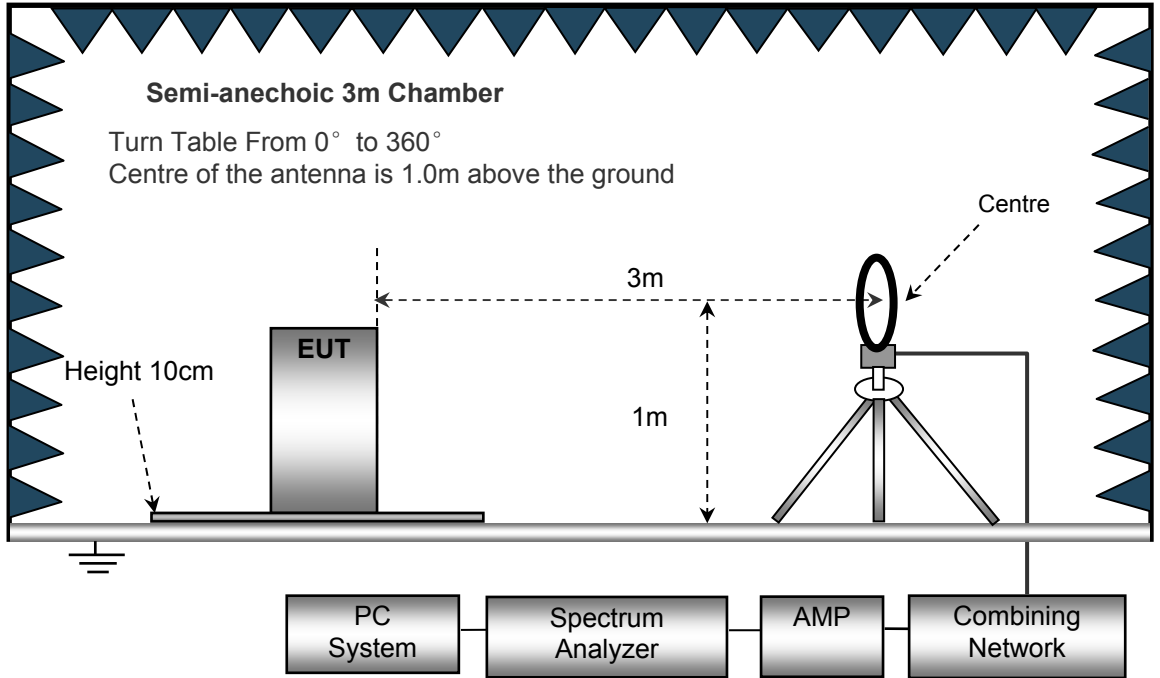 Semi-anechoic 3m Chamber
Turn Table From 0° to 360°
Centre of the antenna is 1.0m above the ground
Centre
3m
EUT
Height 10cm
1m
PC
System
Spectrum
Analyzer
AMP
Combining
Network